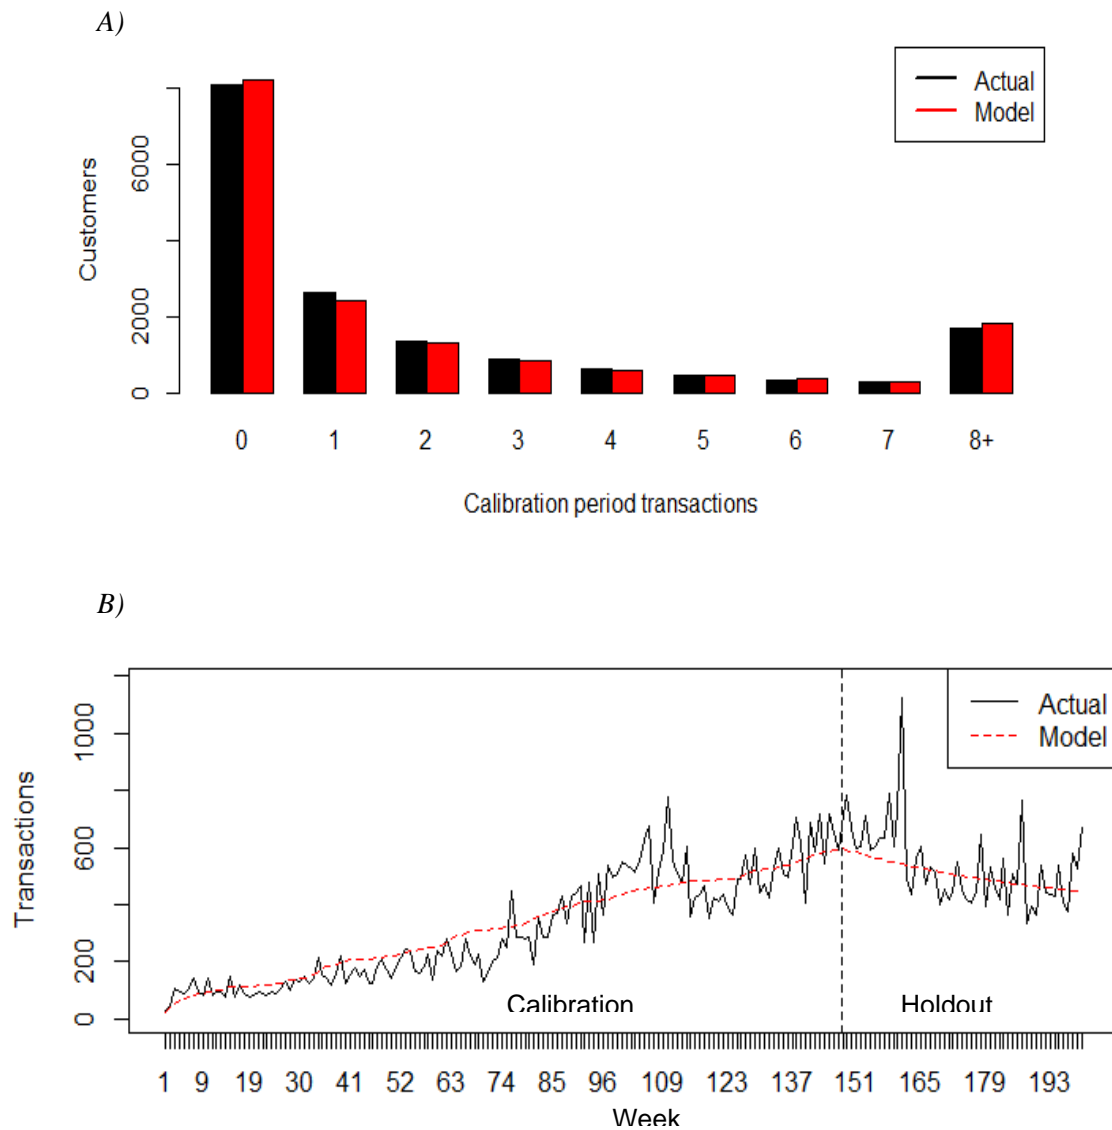 A)
Actual
Model
Customers
0
2000
6000
0 1 2 3 4 5 6 7 8+
Calibration period transactions
B)
Actual
Model
Transactions
0
200
400
600
800
1000
Calibration
Holdout
1 9 19 30 41 52 63 74 85 96 109 123 137 151 165 179 193
Week